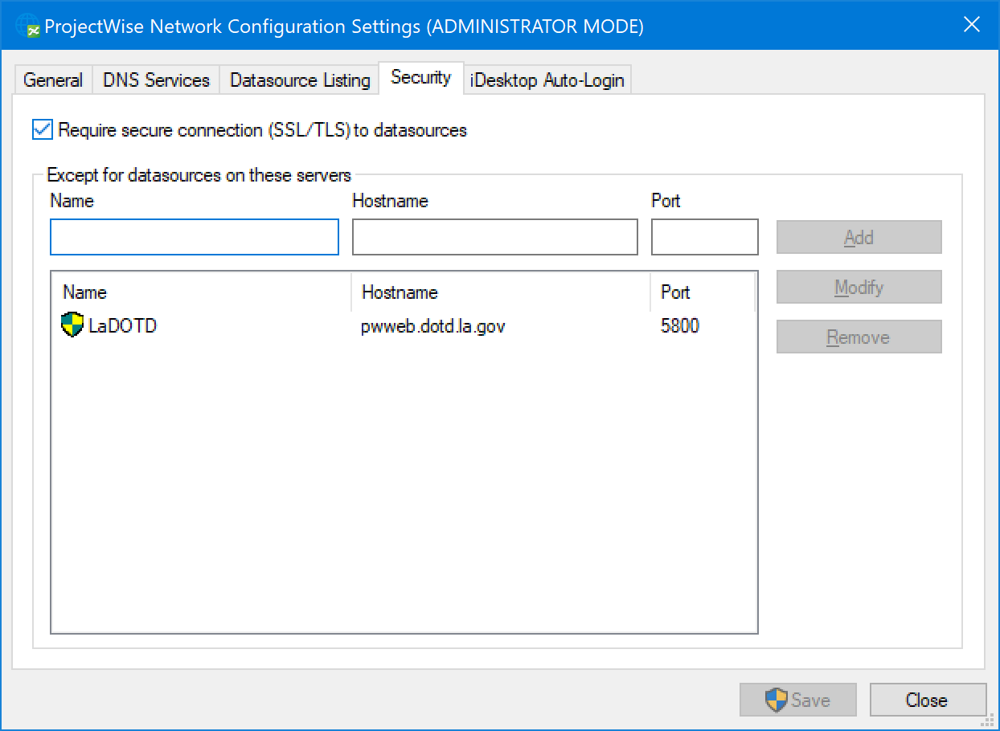 ProjectWise Network Configuration Settings (ADMINISTRATOR MODE)
General DNS Services Datasource Listing Security iDesktop Auto-Login
Require secure connection (SSL/TLS) to datasources
Except for datasources on these servers
Name Hostname Port
Add
Name Hostname Port
Modify
LaDOTD pwweb.dotd.la.gov 5800
Remove
Save Close